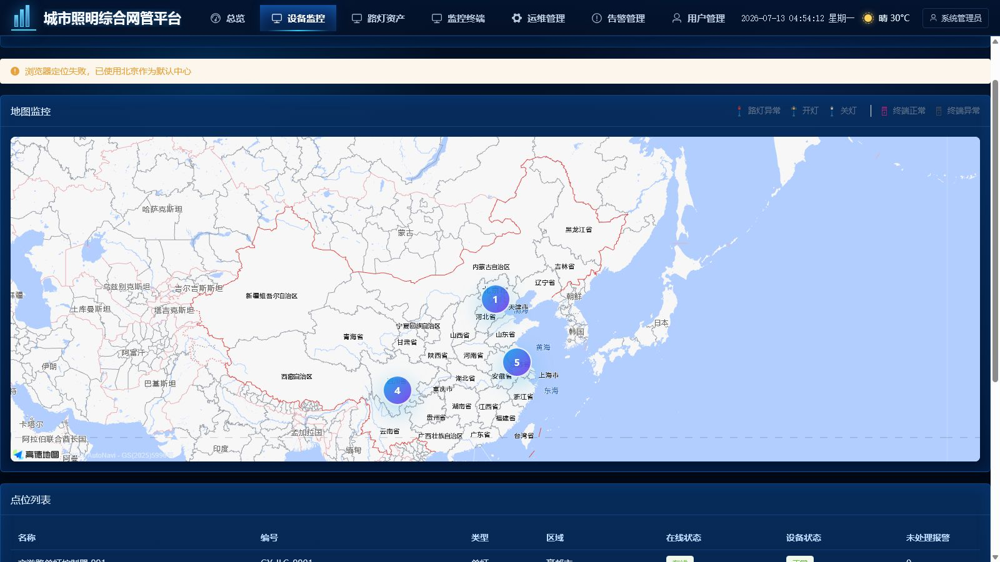 城市照明综合网管平台
总览
设备监控
路灯资产
监控终端
运维管理
告警管理
用户管理
2026-07-13 04:54:12 星期一
晴 30°C
系统管理员
浏览器定位失败，已使用北京作为默认中心
地图监控
路灯异常
开灯
关灯
终端正常
终端异常
哈萨克斯坦
蒙古
黑龙江省
内蒙古自治区
吉林省
辽宁省
乌兹别克斯坦
吉尔吉斯斯坦
新疆维吾尔自治区
朝鲜
1
天津市
渤海
土库曼斯坦
塔吉克斯坦
河北省
日本
宁夏回族自治区
韩国
青海省
甘肃省
山西省
山东省
黄海
阿富汗
陕西省
河南省
5
伊朗
西藏自治区
湖北省
安徽省
上海市
巴基斯坦
4
重庆市
东海
浙江省
湖南省
江西省
贵州省
福建省
卡塔尔
孟加拉国
云南省
广西壮族自治区
广东省
台湾省
阿拉伯联合酋长国
印度
缅甸
高德地图
AutoNavi - GS(2025)5996号
点位列表
名称
编号
类型
区域
在线状态
设备状态
未处理报警